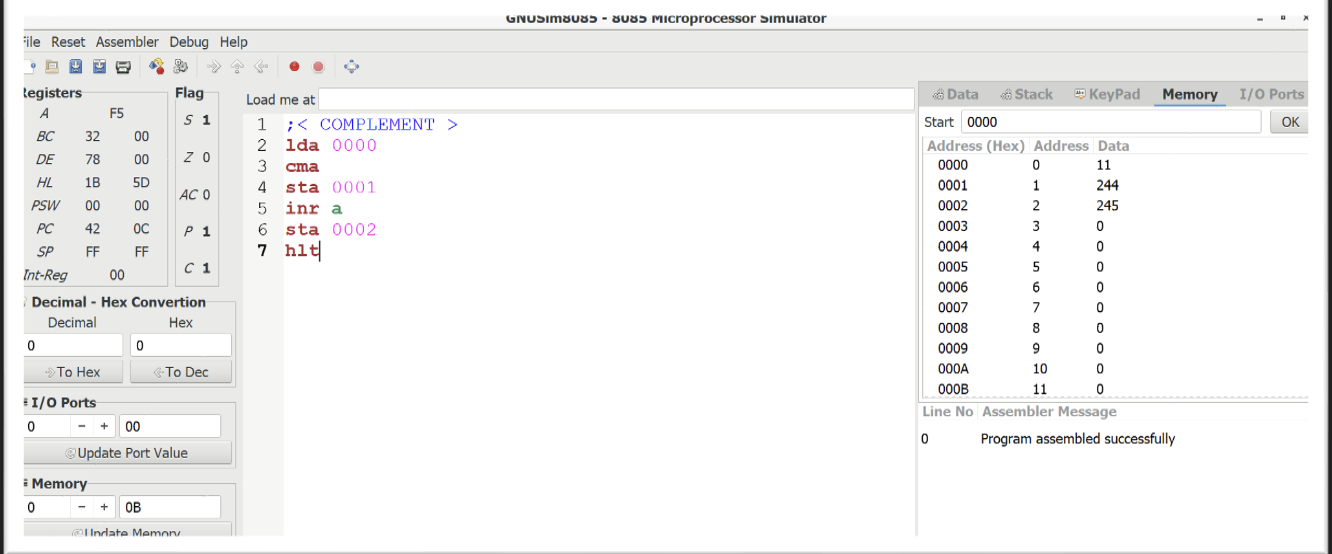 GNUSim8085 - 8085 Microprocessor Simulator
File Reset Assembler Debug Help
Registers
A F5
BC 32 00
DE 78 00
HL 1B 5D
PSW 00 00
PC 42 0C
SP FF FF
Int-Reg 00
Flag
S 1
Z 0
AC 0
P 1
C 1
Decimal - Hex Convertion
Decimal Hex
0 0
To Hex To Dec
I/O Ports
0 - + 00
Update Port Value
Memory
0 - + 0B
Update Memory
Load me at
1 ;< COMPLEMENT >
2 lda 0000
3 cma
4 sta 0001
5 inr a
6 sta 0002
7 hlt
Data Stack KeyPad Memory I/O Ports
Start 0000 OK
Address (Hex) Address Data
0000 0 11
0001 1 244
0002 2 245
0003 3 0
0004 4 0
0005 5 0
0006 6 0
0007 7 0
0008 8 0
0009 9 0
000A 10 0
000B 11 0
Line No Assembler Message
0 Program assembled successfully